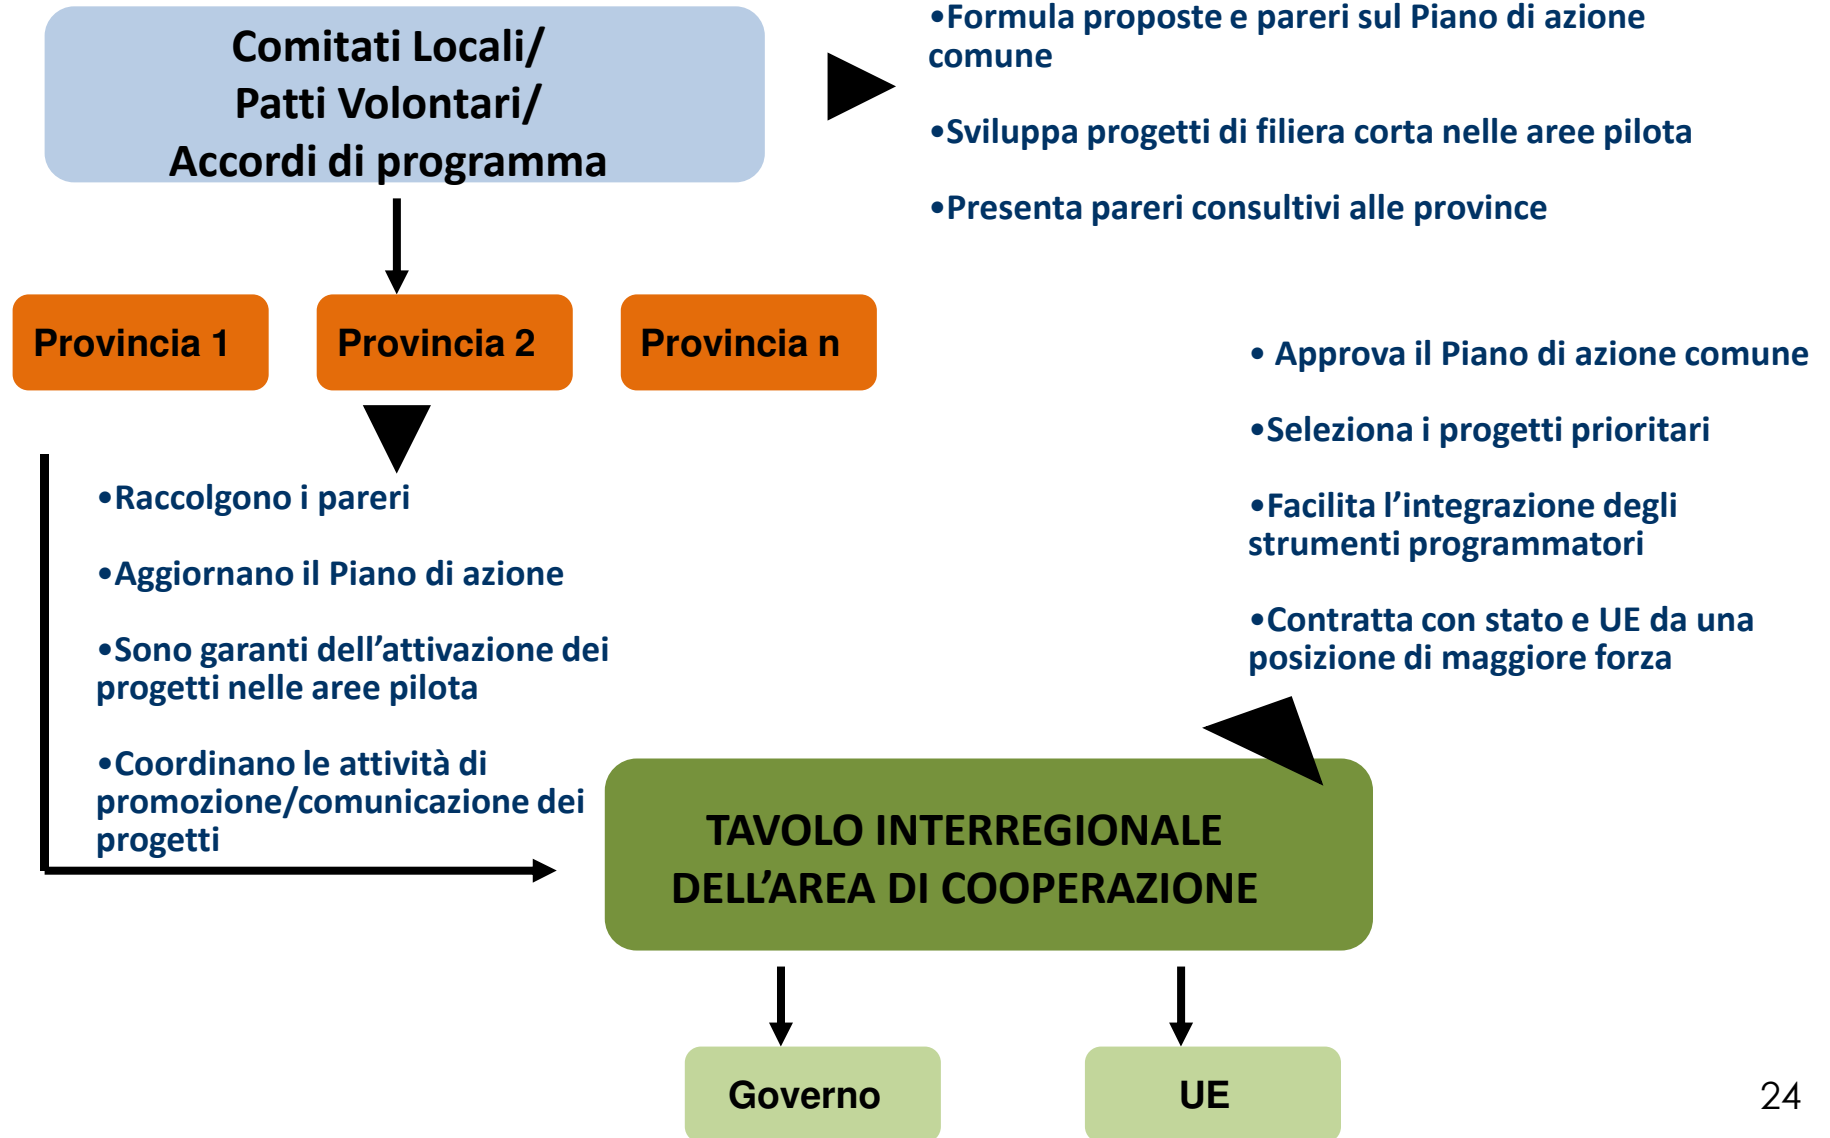 Comitati Locali/
Patti Volontari/
Accordi di programma
•Formula proposte e pareri sul Piano di azione
comune
•Sviluppa progetti di filiera corta nelle aree pilota
•Presenta pareri consultivi alle province
Provincia 1
Provincia 2
Provincia n
• Approva il Piano di azione comune
•Seleziona i progetti prioritari
•Facilita l’integrazione degli
strumenti programmatori
•Contratta con stato e UE da una
posizione di maggiore forza
•Raccolgono i pareri
•Aggiornano il Piano di azione
•Sono garanti dell’attivazione dei
progetti nelle aree pilota
•Coordinano le attività di
promozione/comunicazione dei
progetti
TAVOLO INTERREGIONALE
DELL’AREA DI COOPERAZIONE
Governo
UE
24